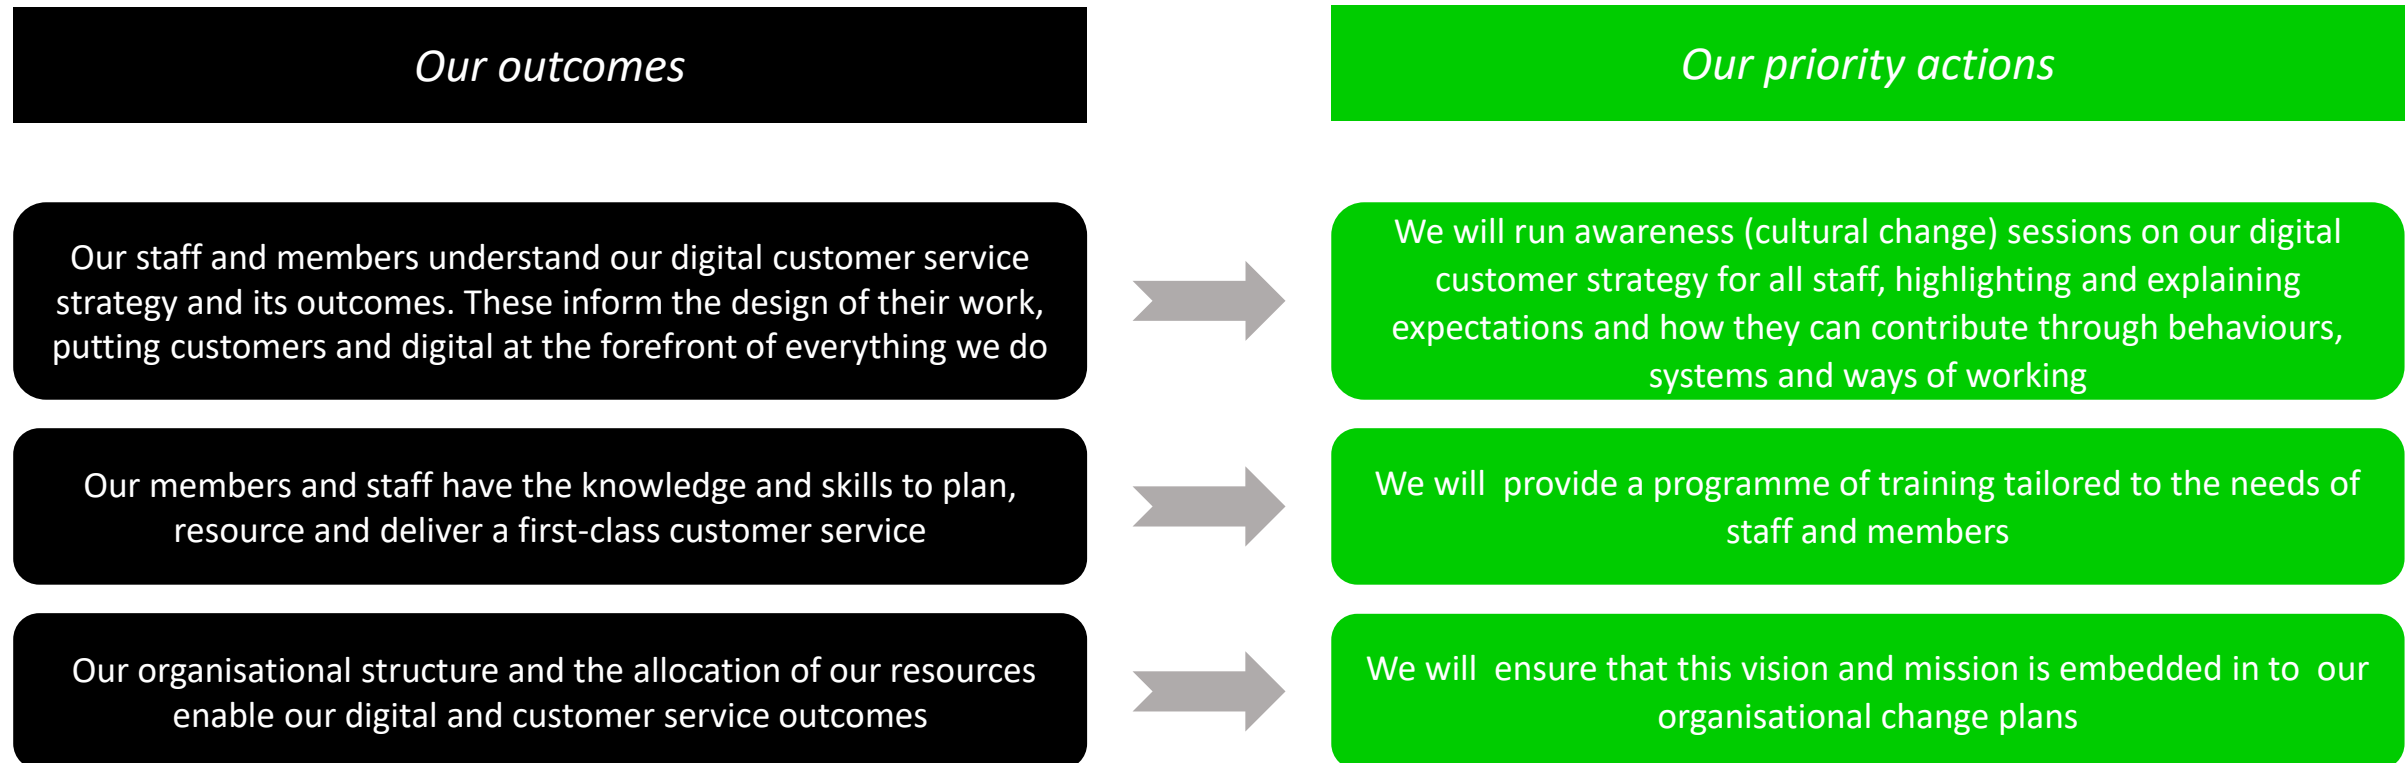 Our outcomes
Our priority actions
Our staff and members understand our digital customer service
strategy and its outcomes. These inform the design of their work,
putting customers and digital at the forefront of everything we do
We will run awareness (cultural change) sessions on our digital
customer strategy for all staff, highlighting and explaining
expectations and how they can contribute through behaviours,
systems and ways of working
Our members and staff have the knowledge and skills to plan,
resource and deliver a first-class customer service
We will  provide a programme of training tailored to the needs of
staff and members
Our organisational structure and the allocation of our resources
enable our digital and customer service outcomes
We will  ensure that this vision and mission is embedded in to  our
organisational change plans